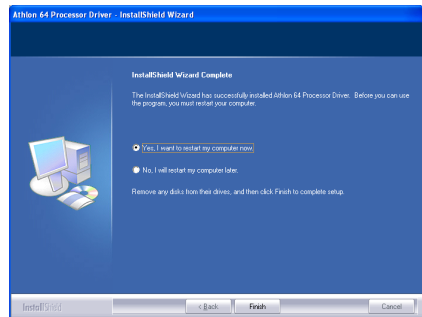 Athlon 64 Processor Driver - InstallShield Wizard
InstallShield Wizard Complete
The InstallShield Wizard has successfully installed Athlon 64 Processor Driver. Before you can use
the program, you must restart your computer.
Yes, I want to restart my computer now.
No, I will restart my computer later.
Remove any disks from their drives, and then click Finish to complete setup.
InstallShield
< Back
Finish
Cancel